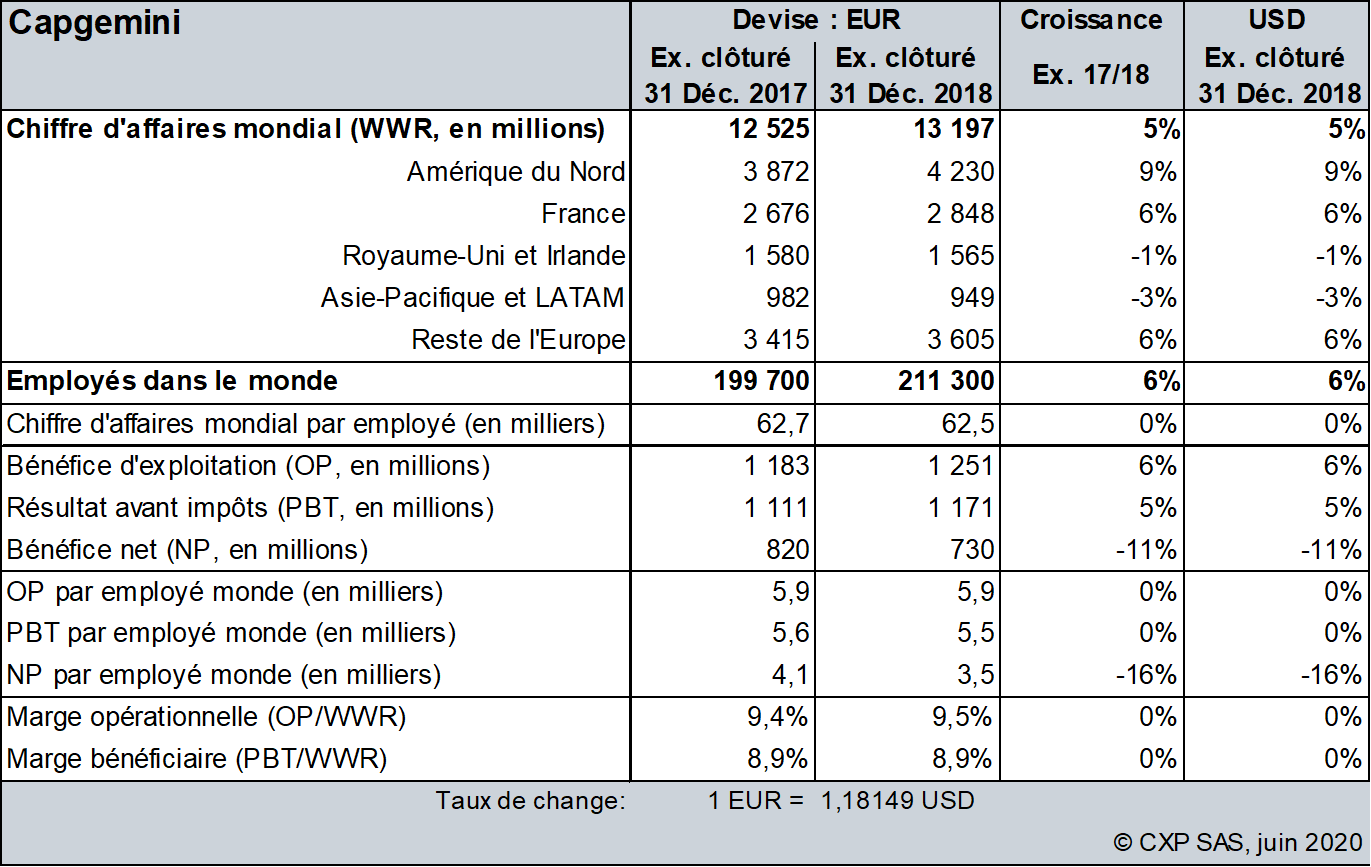 Capgemini Devise : EUR Croissance USD
Ex. clôturé Ex. clôturé Ex. 17/18 Ex. clôturé
31 Déc. 2017 31 Déc. 2018 31 Déc. 2018
Chiffre d'affaires mondial (WWR, en millions) 12 525 13 197 5% 5%
Amérique du Nord 3 872 4 230 9% 9%
France 2 676 2 848 6% 6%
Royaume-Uni et Irlande 1 580 1 565 -1% -1%
Asie-Pacifique et LATAM 982 949 -3% -3%
Reste de l'Europe 3 415 3 605 6% 6%
Employés dans le monde 199 700 211 300 6% 6%
Chiffre d'affaires mondial par employé (en milliers) 62,7 62,5 0% 0%
Bénéfice d'exploitation (OP, en millions) 1 183 1 251 6% 6%
Résultat avant impôts (PBT, en millions) 1 111 1 171 5% 5%
Bénéfice net (NP, en millions) 820 730 -11% -11%
OP par employé monde (en milliers) 5,9 5,9 0% 0%
PBT par employé monde (en milliers) 5,6 5,5 0% 0%
NP par employé monde (en milliers) 4,1 3,5 -16% -16%
Marge opérationnelle (OP/WWR) 9,4% 9,5% 0% 0%
Marge bénéficiaire (PBT/WWR) 8,9% 8,9% 0% 0%
Taux de change: 1 EUR = 1,18149 USD
© CXP SAS, juin 2020